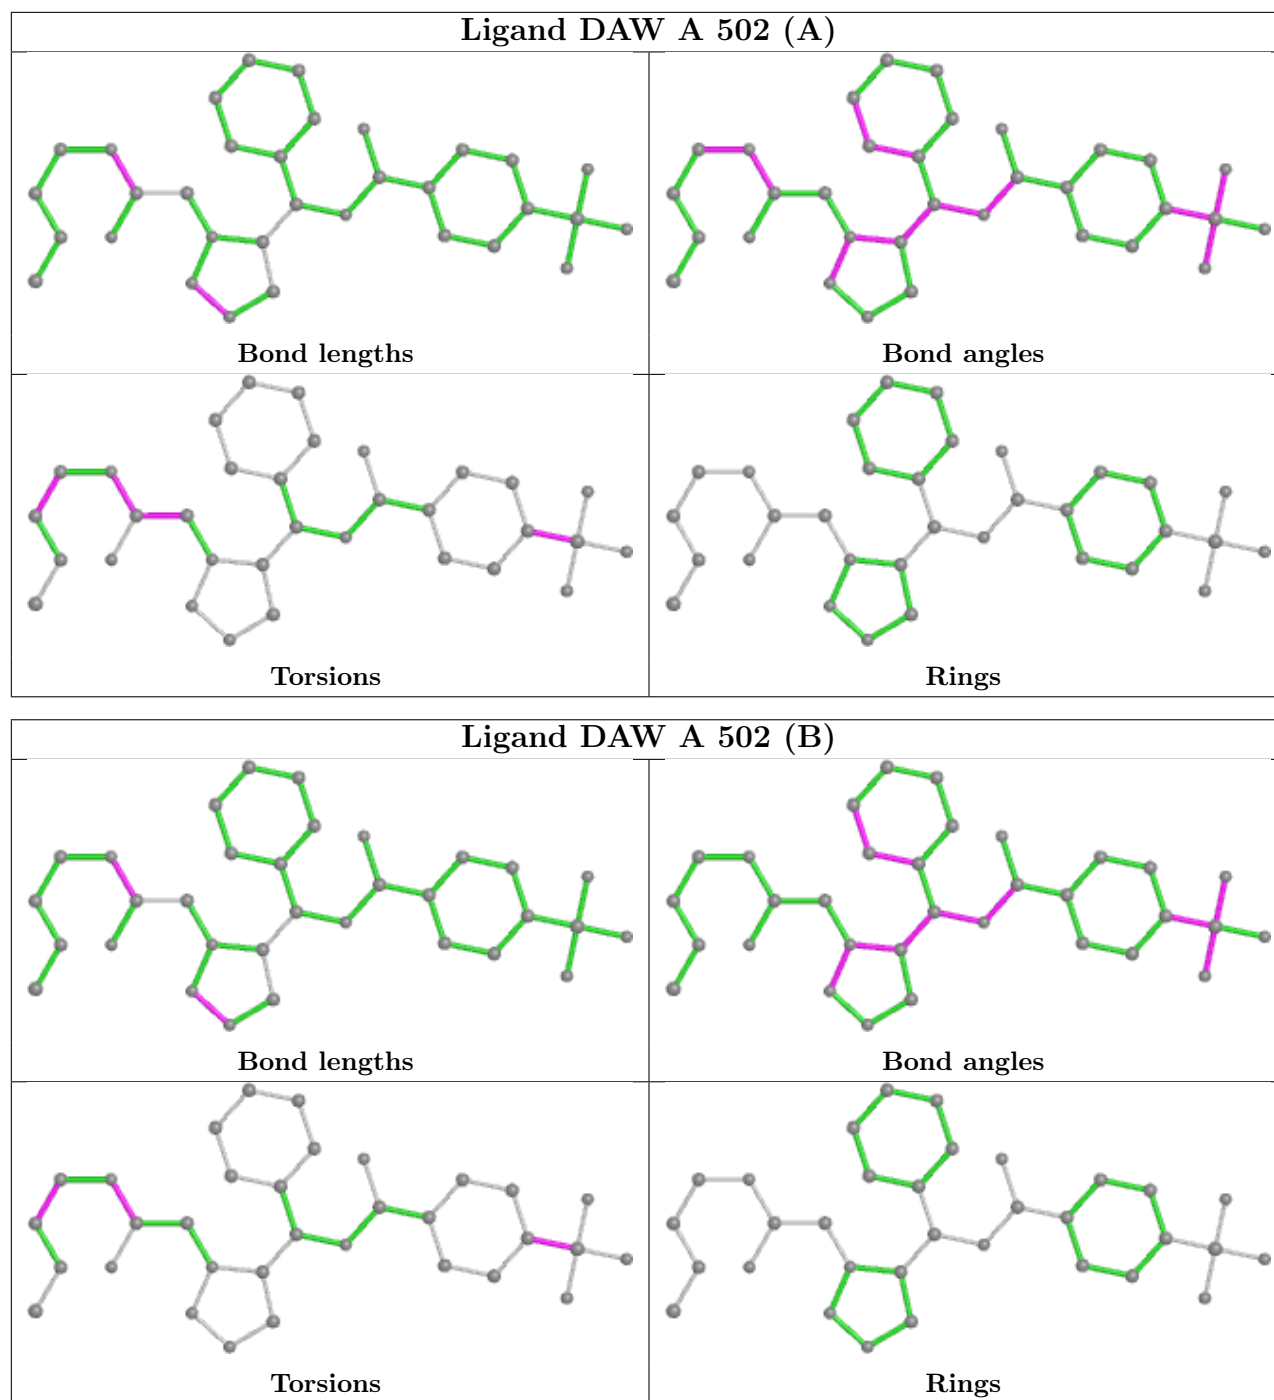 Ligand DAW A 502 (A)
Bond lengths
Bond angles
Torsions
Rings
Ligand DAW A 502 (B)
Bond lengths
Bond angles
Torsions
Rings